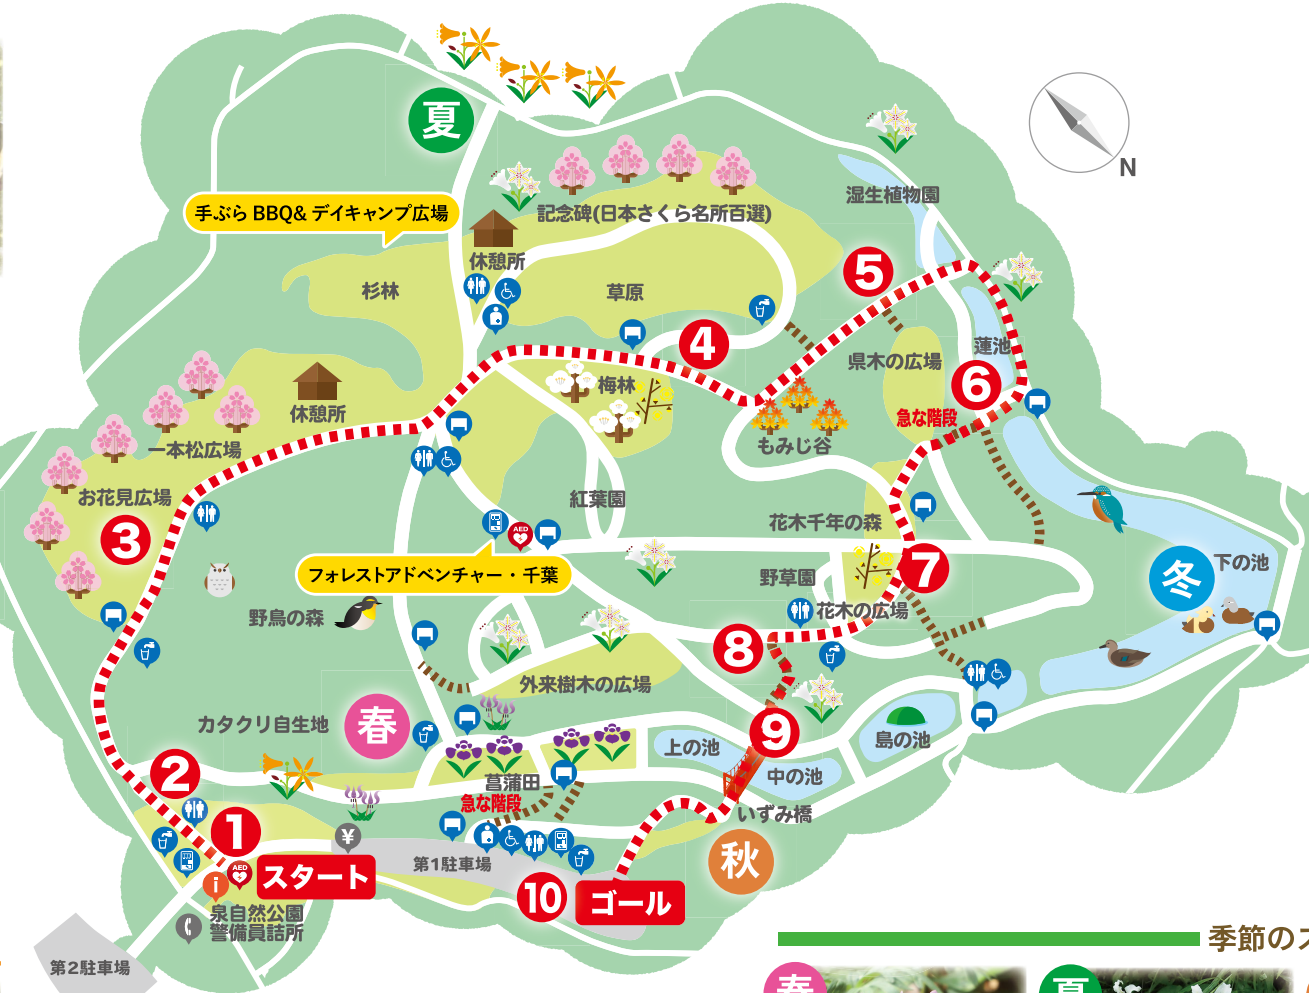 夏
N
湿生植物園
手ぶら BBQ& デイキャンプ広場
記念碑(日本さくら名所百選)
休憩所
5
杉林
草原
4
蓮池
県木の広場
6
梅林
休憩所
急な階段
もみじ谷
一本松広場
お花見広場
紅葉園
3
花木千年の森
AED
下の池
フォレストアドベンチャー・千葉
野草園
7
冬
花木の広場
野鳥の森
8
外来樹木の広場
カタクリ自生地
春
9
島の池
上の池
中の池
2
菖蒲田
急な階段
いずみ橋
1
¥
第1駐車場
秋
AED
スタート
i
10
ゴール
泉自然公園
警備員詰所
第2駐車場
季節の
春
夏